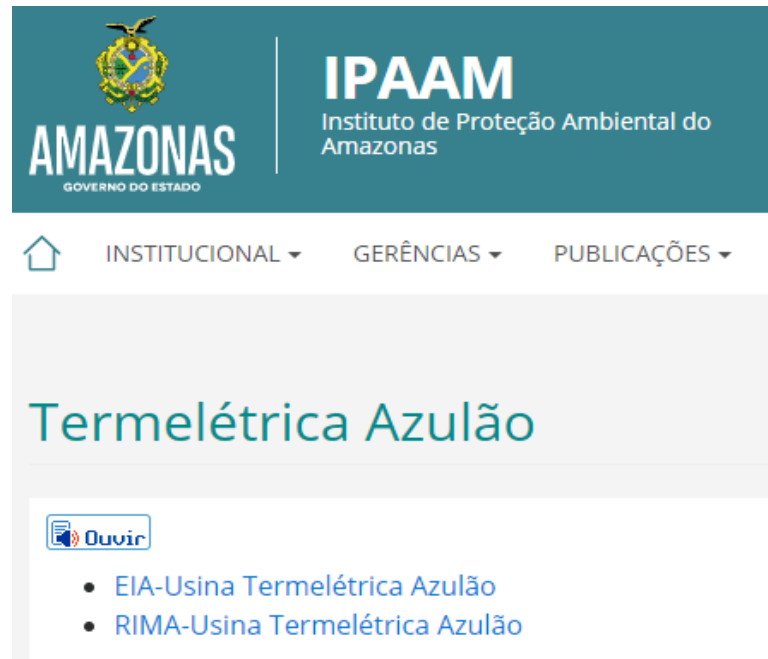 AMAZONAS
GOVERNO DO ESTADO
IPAAM
Instituto de Proteção Ambiental do
Amazonas
INSTITUCIONAL GERÊNCIAS PUBLICAÇÕES
Termelétrica Azulão
Ouvir
EIA-Usina Termelétrica Azulão
RIMA-Usina Termelétrica Azulão